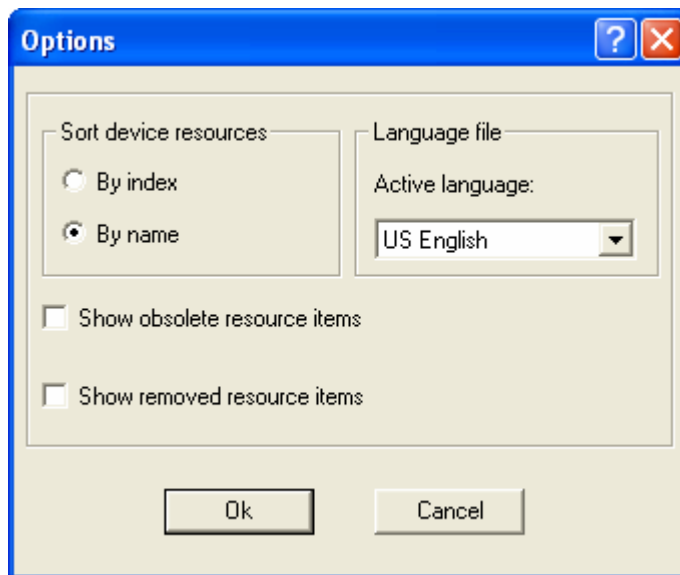 Options
Sort device resources
By index
By name
Language file
Active language:
US English
Show obsolete resource items
Show removed resource items
Ok
Cancel